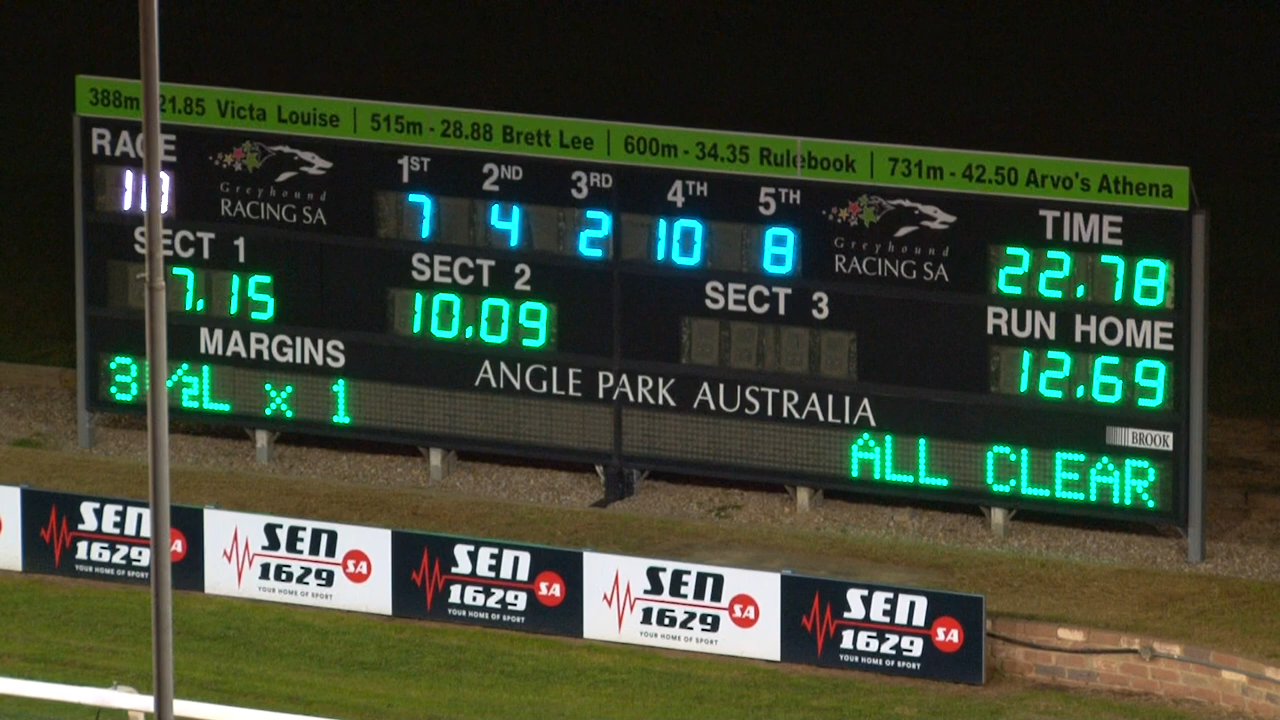 388m 21.85 Victa Louise | 515m - 28.88 Brett Lee | 600m - 34.35 Rulebook | 731m - 42.50 Arvo's Athena
RACE
Greyhound
RACING SA
1ST 2ND 3RD 4TH 5TH
7 4 2 10 8
Greyhound
RACING SA
TIME
22.78
SECT 1
7.15
SECT 2
10.09
SECT 3
RUN HOME
12.69
MARGINS
3 ½L x 1
ANGLE PARK AUSTRALIA
BROOK
ALL CLEAR
SEN
1629
SA
YOUR HOME OF SPORT
SEN
1629
SA
YOUR HOME OF SPORT
SEN
1629
SA
YOUR HOME OF SPORT
SEN
1629
SA
YOUR HOME OF SPORT
SEN
1629
SA
YOUR HOME OF SPORT